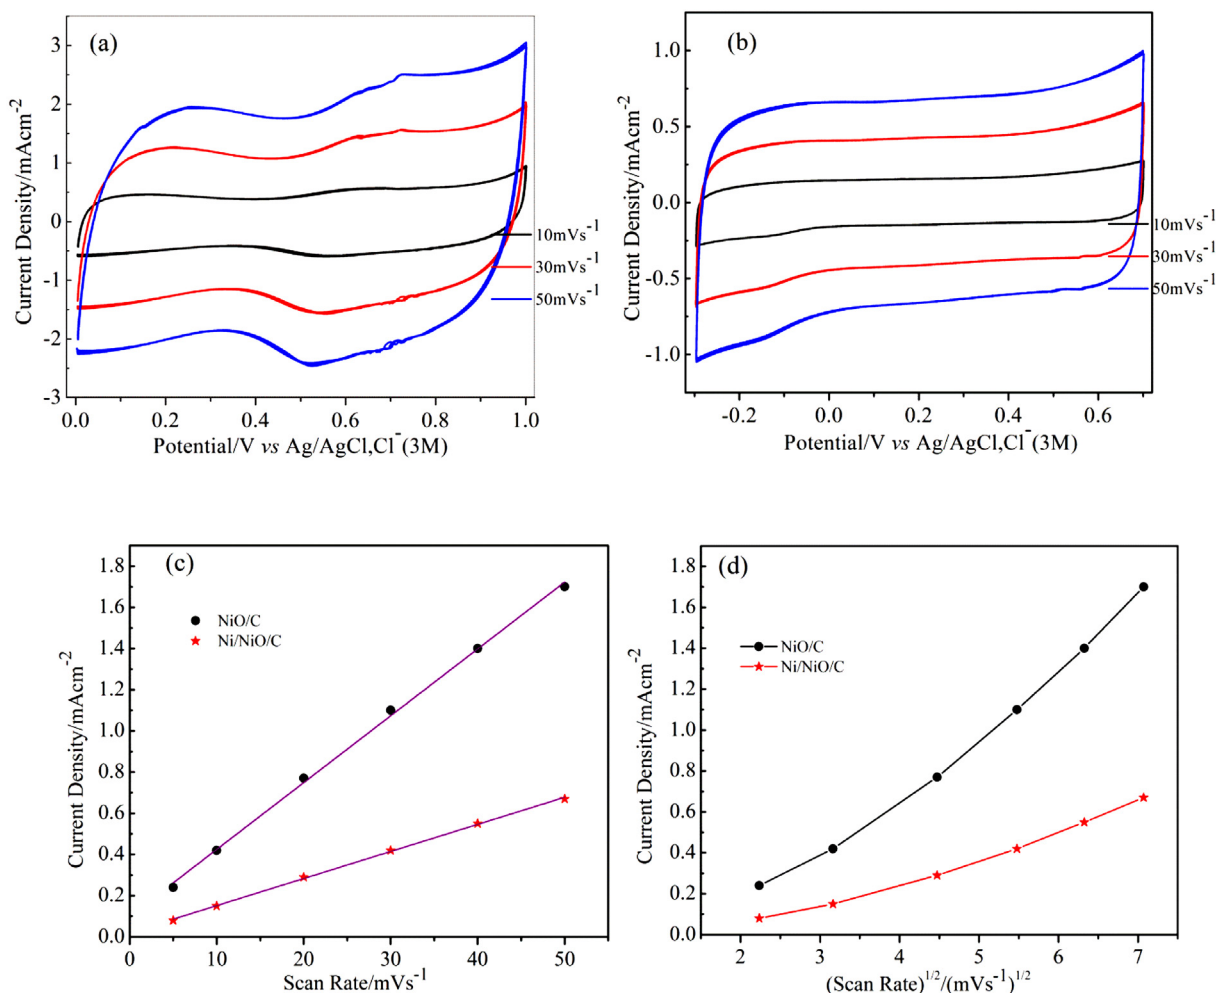 (a)
Current Density/mAcm⁻²
3
2
1
0
-1
-2
-3
10mVs⁻¹
30mVs⁻¹
50mVs⁻¹
0.0 0.2 0.4 0.6 0.8 1.0
Potential/V vs Ag/AgCl,Cl⁻(3M)
(b)
Current Density/mAcm⁻²
1.0
0.5
0.0
-0.5
-1.0
10mVs⁻¹
30mVs⁻¹
50mVs⁻¹
-0.2 0.0 0.2 0.4 0.6
Potential/V vs Ag/AgCl,Cl⁻(3M)
(c)
Current Density/mAcm⁻²
1.8
1.6
1.4
1.2
1.0
0.8
0.6
0.4
0.2
0.0
NiO/C
Ni/NiO/C
0 10 20 30 40 50
Scan Rate/mVs⁻¹
(d)
Current Density/mAcm⁻²
1.8
1.6
1.4
1.2
1.0
0.8
0.6
0.4
0.2
0.0
NiO/C
Ni/NiO/C
2 3 4 5 6 7
(Scan Rate)¹ᐟ²/(mVs⁻¹)¹ᐟ²